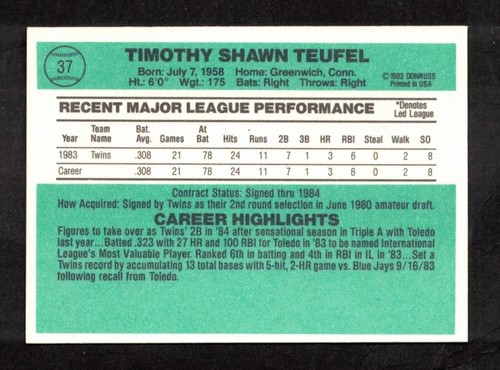 37
TIMOTHY SHAWN TEUFEL
Born: July 7, 1958 Home: Greenwich, Conn.
Ht.: 6'0" Wgt.: 175 Bats: Right Throws: Right
© 1983 DONRUSS
Printed in USA
RECENT MAJOR LEAGUE PERFORMANCE
*Denotes
Led League
Year Team Name Bat. Avg. Games At Bat Hits Runs 2B 3B HR RBI Steal Walk SO
1983 Twins .308 21 78 24 11 7 1 3 6 0 2 8
Career .308 21 78 24 11 7 1 3 6 0 2 8
Contract Status: Signed thru 1984
How Acquired: Signed by Twins as their 2nd round selection in June 1980 amateur draft.
CAREER HIGHLIGHTS
Figures to take over as Twins' 2B in '84 after sensational season in Triple A with Toledo
last year...Batted .323 with 27 HR and 100 RBI for Toledo in '83 to be named International
League's Most Valuable Player. Ranked 6th in batting and 4th in RBI in IL in '83...Set a
Twins record by accumulating 13 total bases with 5-hit, 2-HR game vs. Blue Jays 9/16/83
following recall from Toledo.